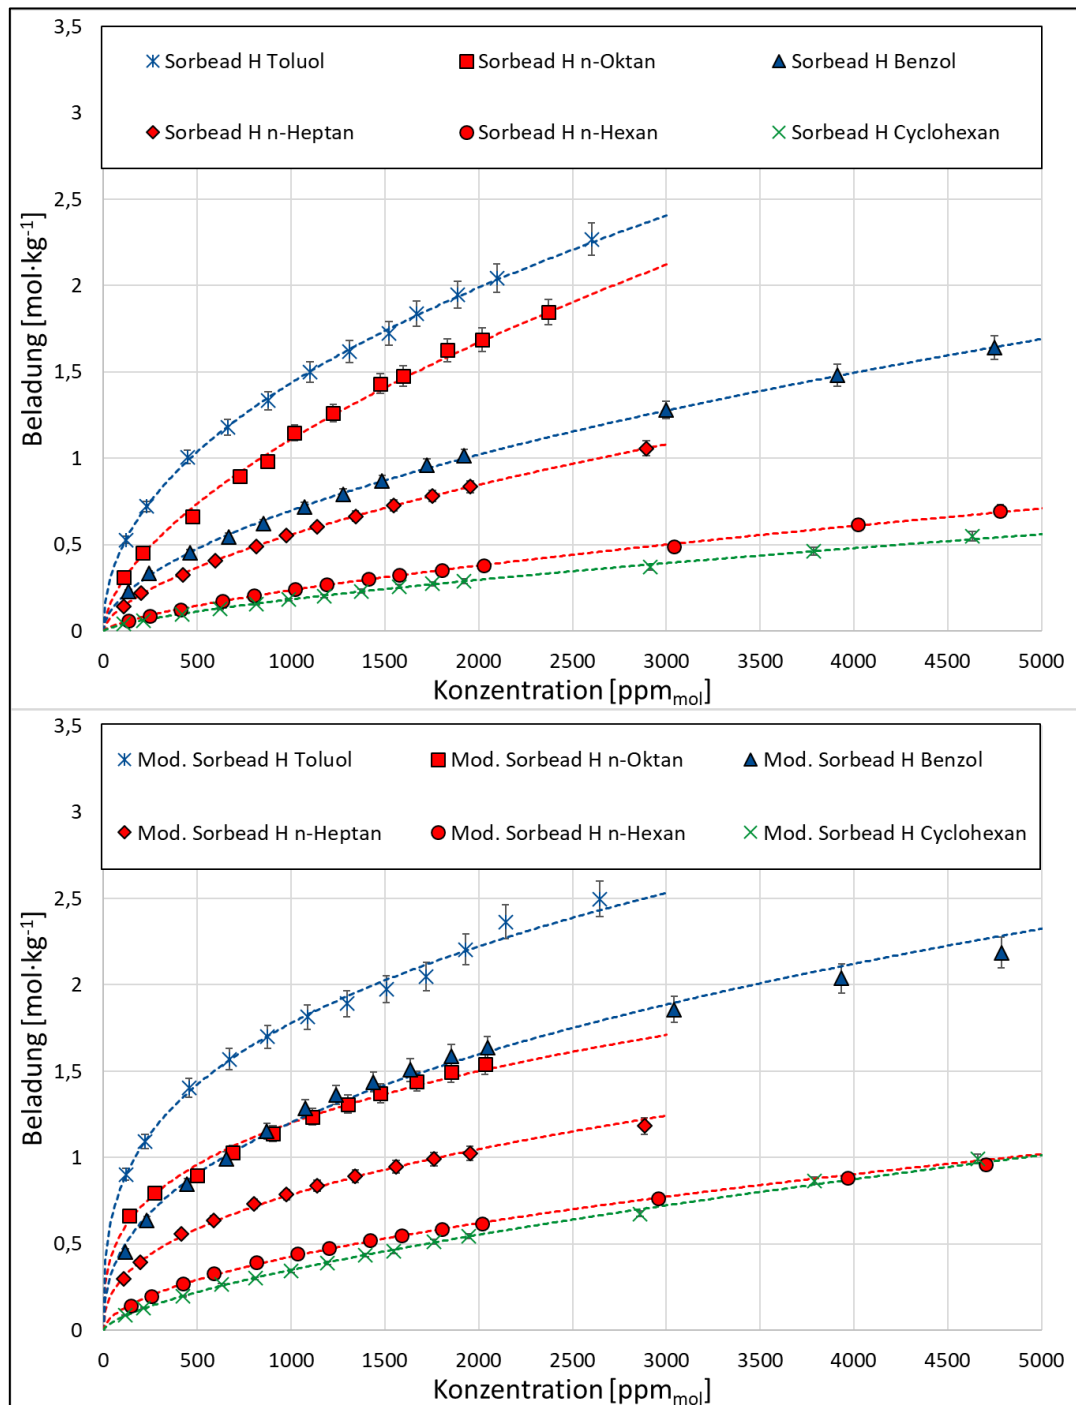 3,5
Sorbead H Toluol
Sorbead H n-Oktan
Sorbead H Benzol
3
Sorbead H n-Heptan
Sorbead H n-Hexan
Sorbead H Cyclohexan
2,5
2
1,5
1
0,5
0
Beladung [mol·kg-1]
0 500 1000 1500 2000 2500 3000 3500 4000 4500 5000
Konzentration [ppmmol]
3,5
Mod. Sorbead H Toluol
Mod. Sorbead H n-Oktan
Mod. Sorbead H Benzol
3
Mod. Sorbead H n-Heptan
Mod. Sorbead H n-Hexan
Mod. Sorbead H Cyclohexan
2,5
2
1,5
1
0,5
0
Beladung [mol·kg-1]
0 500 1000 1500 2000 2500 3000 3500 4000 4500 5000
Konzentration [ppmmol]